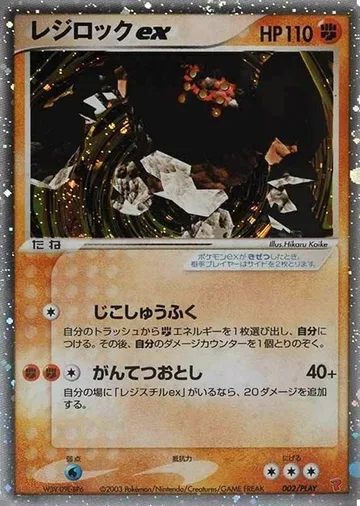 レジロックex HP110
たね
Illus.Hikaru Koike
ポケモンexがきぜつしたとき、
相手プレイヤーはサイドを2枚とります。
じこしゅうふく
自分のトラッシュから エネルギーを1枚選び出し、自分に
つける。その後、自分のダメージカウンターを1個とりのぞく。
がんてつおとし 40+
自分の場に「レジスチルex」がいるなら、20ダメージを追加
する。
弱点 抵抗力 にげる
©2003 Pokémon/Nintendo/Creatures/GAME FREAK 002/PLAY